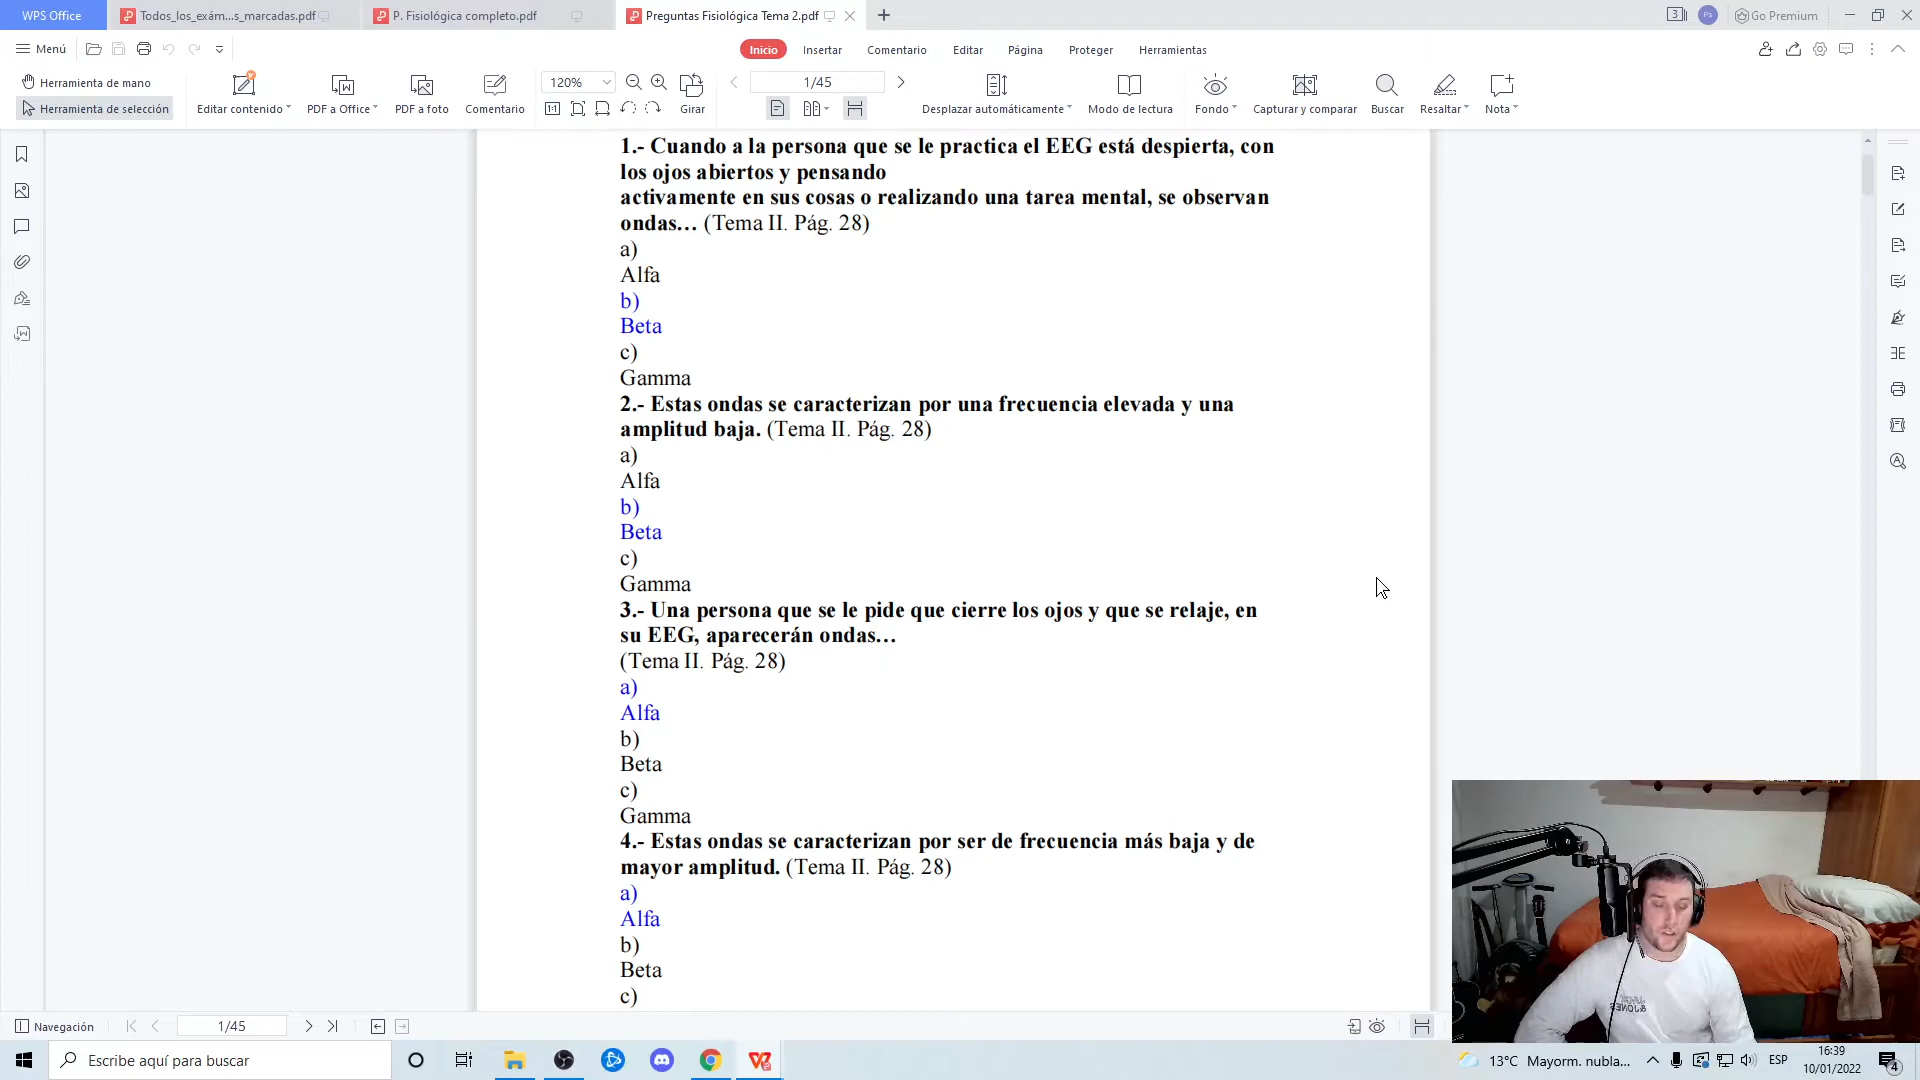 WPS Office
Todos_los_exám...s_marcadas.pdf
P. Fisiológica completo.pdf
Preguntas Fisiológica Tema 2.pdf
Go Premium
Menú
Inicio
Insertar
Comentario
Editar
Página
Proteger
Herramientas
Herramienta de mano
Herramienta de selección
Editar contenido
PDF a Office
PDF a foto
Comentario
120%
Girar
1/45
Desplazar automáticamente
Modo de lectura
Fondo
Capturar y comparar
Buscar
Resaltar
Nota
1.- Cuando a la persona que se le practica el EEG está despierta, con
los ojos abiertos y pensando
activamente en sus cosas o realizando una tarea mental, se observan
ondas… (Tema II. Pág. 28)
a)
Alfa
b)
Beta
c)
Gamma
2.- Estas ondas se caracterizan por una frecuencia elevada y una
amplitud baja. (Tema II. Pág. 28)
a)
Alfa
b)
Beta
c)
Gamma
3.- Una persona que se le pide que cierre los ojos y que se relaje, en
su EEG, aparecerán ondas…
(Tema II. Pág. 28)
a)
Alfa
b)
Beta
c)
Gamma
4.- Estas ondas se caracterizan por ser de frecuencia más baja y de
mayor amplitud. (Tema II. Pág. 28)
a)
Alfa
b)
Beta
c)
Navegación
1/45
Escribe aquí para buscar
13°C Mayorm. nubla...
ESP
16:39
10/01/2022
4